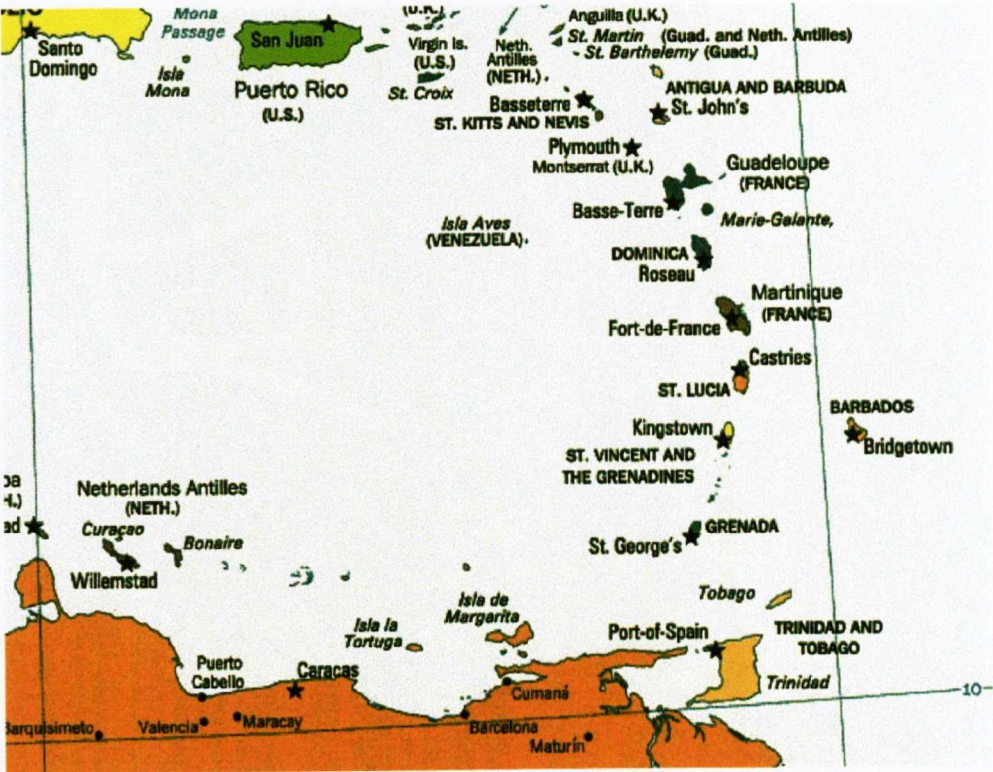 Mona
Passage
Santo
Domingo
Isla
Mona
San Juan
Puerto Rico
(U.S.)
(U.K.)
Virgin Is.
(U.S.)
St. Croix
Neth.
Antilles
(NETH.)
Anguilla (U.K.)
St. Martin (Guad. and Neth. Antilles)
St. Barthelemy (Guad.)
ANTIGUA AND BARBUDA
St. John's
Basseterre
ST. KITTS AND NEVIS
Plymouth
Montserrat (U.K.)
Guadeloupe
(FRANCE)
Basse-Terre
Marie-Galante,
Isla Aves
(VENEZUELA)
DOMINICA
Roseau
Martinique
(FRANCE)
Fort-de-France
Castries
ST. LUCIA
BARBADOS
Bridgetown
Kingstown
ST. VINCENT AND
THE GRENADINES
Netherlands Antilles
(NETH.)
Curaçao
Bonaire
Willemstad
GRENADA
St. George's
Tobago
Isla de
Margarita
Isla la
Tortuga
Port-of-Spain
TRINIDAD AND
TOBAGO
Trinidad
Puerto
Cabello
Caracas
Cumaná
10
Barquisimeto
Valencia
Maracay
Barcelona
Maturín